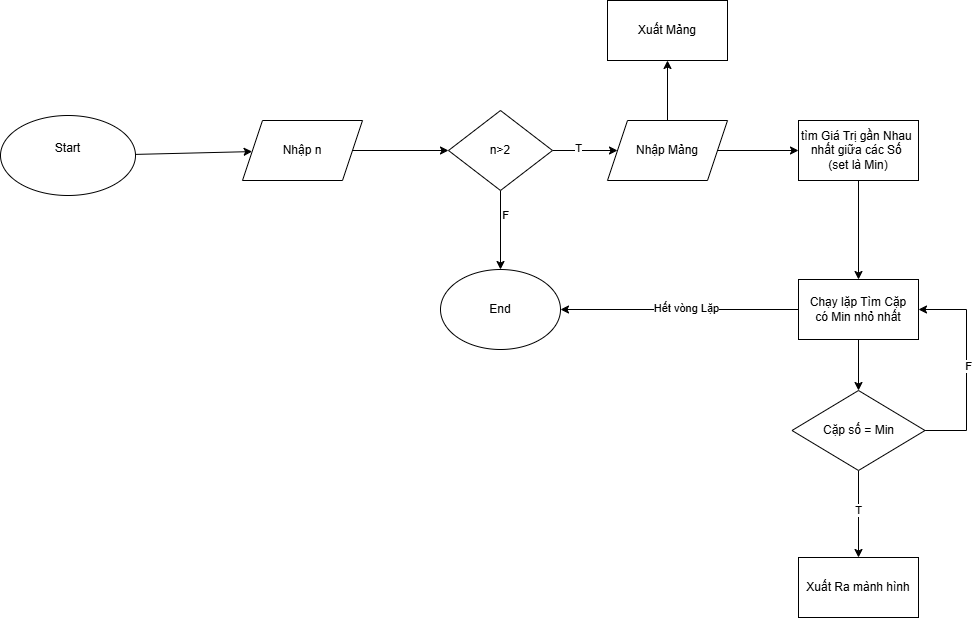 Xuất Mảng
Start
Nhập n
n>2
T
Nhập Mảng
tìm Giá Trị gần Nhau
nhất giữa các Số
(set là Min)
F
End
Hết vòng Lặp
Chạy lặp Tìm Cặp
có Min nhỏ nhất
F
Cặp số = Min
T
Xuất Ra mành hình